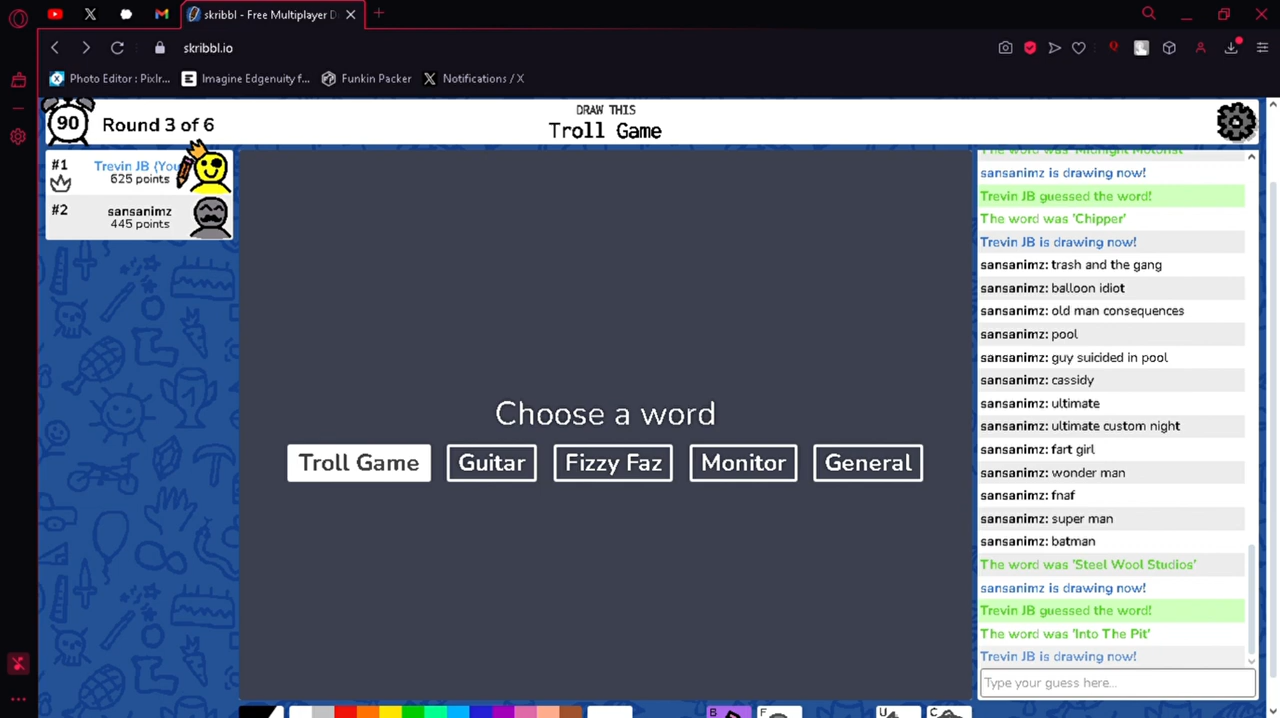 skribbl - Free Multiplayer D
skribbl.io
Photo Editor : Pixlr...
Imagine Edgenuity f...
Funkin Packer
Notifications / X
90
Round 3 of 6
DRAW THIS
Troll Game
#1
Trevin JB (You
625 points
#2
sansanimz
445 points
Choose a word
Troll Game
Guitar
Fizzy Faz
Monitor
General
The word was 'Midnight Motorist'
sansanimz is drawing now!
Trevin JB guessed the word!
The word was 'Chipper'
Trevin JB is drawing now!
sansanimz: trash and the gang
sansanimz: balloon idiot
sansanimz: old man consequences
sansanimz: pool
sansanimz: guy suicided in pool
sansanimz: cassidy
sansanimz: ultimate
sansanimz: ultimate custom night
sansanimz: fart girl
sansanimz: wonder man
sansanimz: fnaf
sansanimz: super man
sansanimz: batman
The word was 'Steel Wool Studios'
sansanimz is drawing now!
Trevin JB guessed the word!
The word was 'Into The Pit'
Trevin JB is drawing now!
Type your guess here...
B
F
U
C